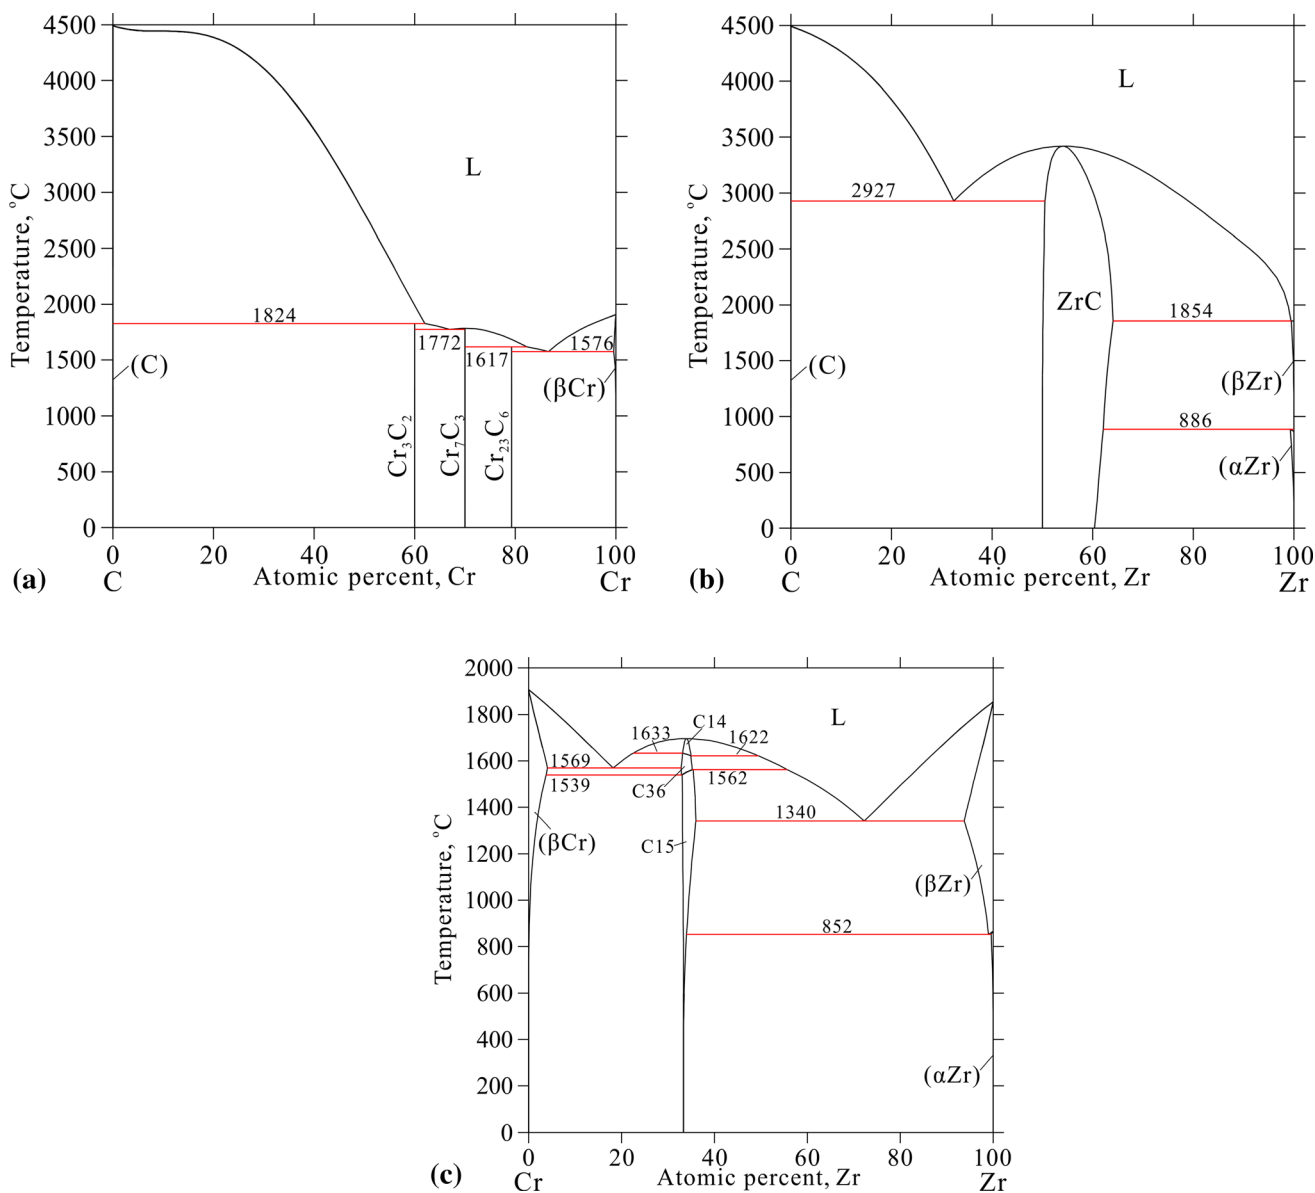 4500
4000
3500
3000
2500
2000
1500
1000
500
0
Temperature, °C
L
1824
1772
1617
1576
(C)
(βCr)
Cr₃C₂
Cr₇C₃
Cr₂₃C₆
0 20 40 60 80 100
C Atomic percent, Cr Cr
(a)
4500
4000
3500
3000
2500
2000
1500
1000
500
0
Temperature, °C
L
2927
ZrC
1854
(C)
(βZr)
886
(αZr)
0 20 40 60 80 100
C Atomic percent, Zr Zr
(b)
2000
1800
1600
1400
1200
1000
800
600
400
200
0
Temperature, °C
L
C14
1633
1622
1569
1562
1539
C36
1340
(βCr)
C15
(βZr)
852
(αZr)
0 20 40 60 80 100
Cr Atomic percent, Zr Zr
(c)